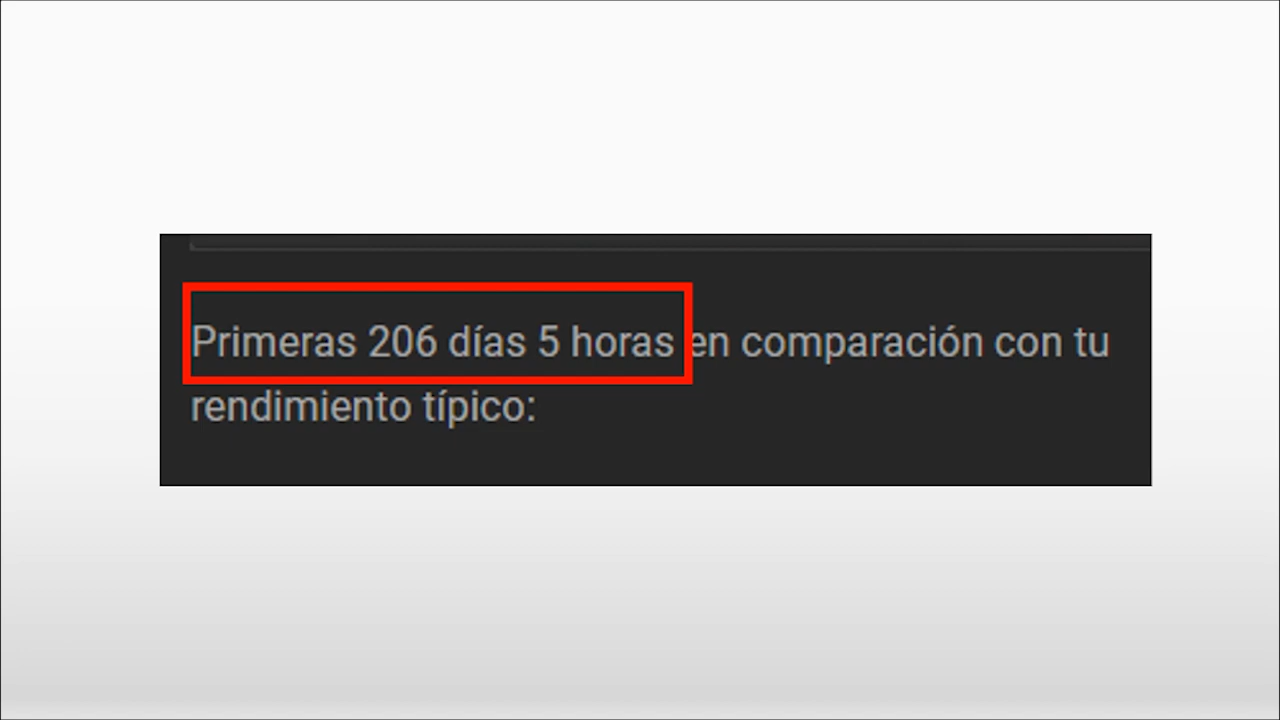 Primeras 206 días 5 horas en comparación con tu
rendimiento típico: